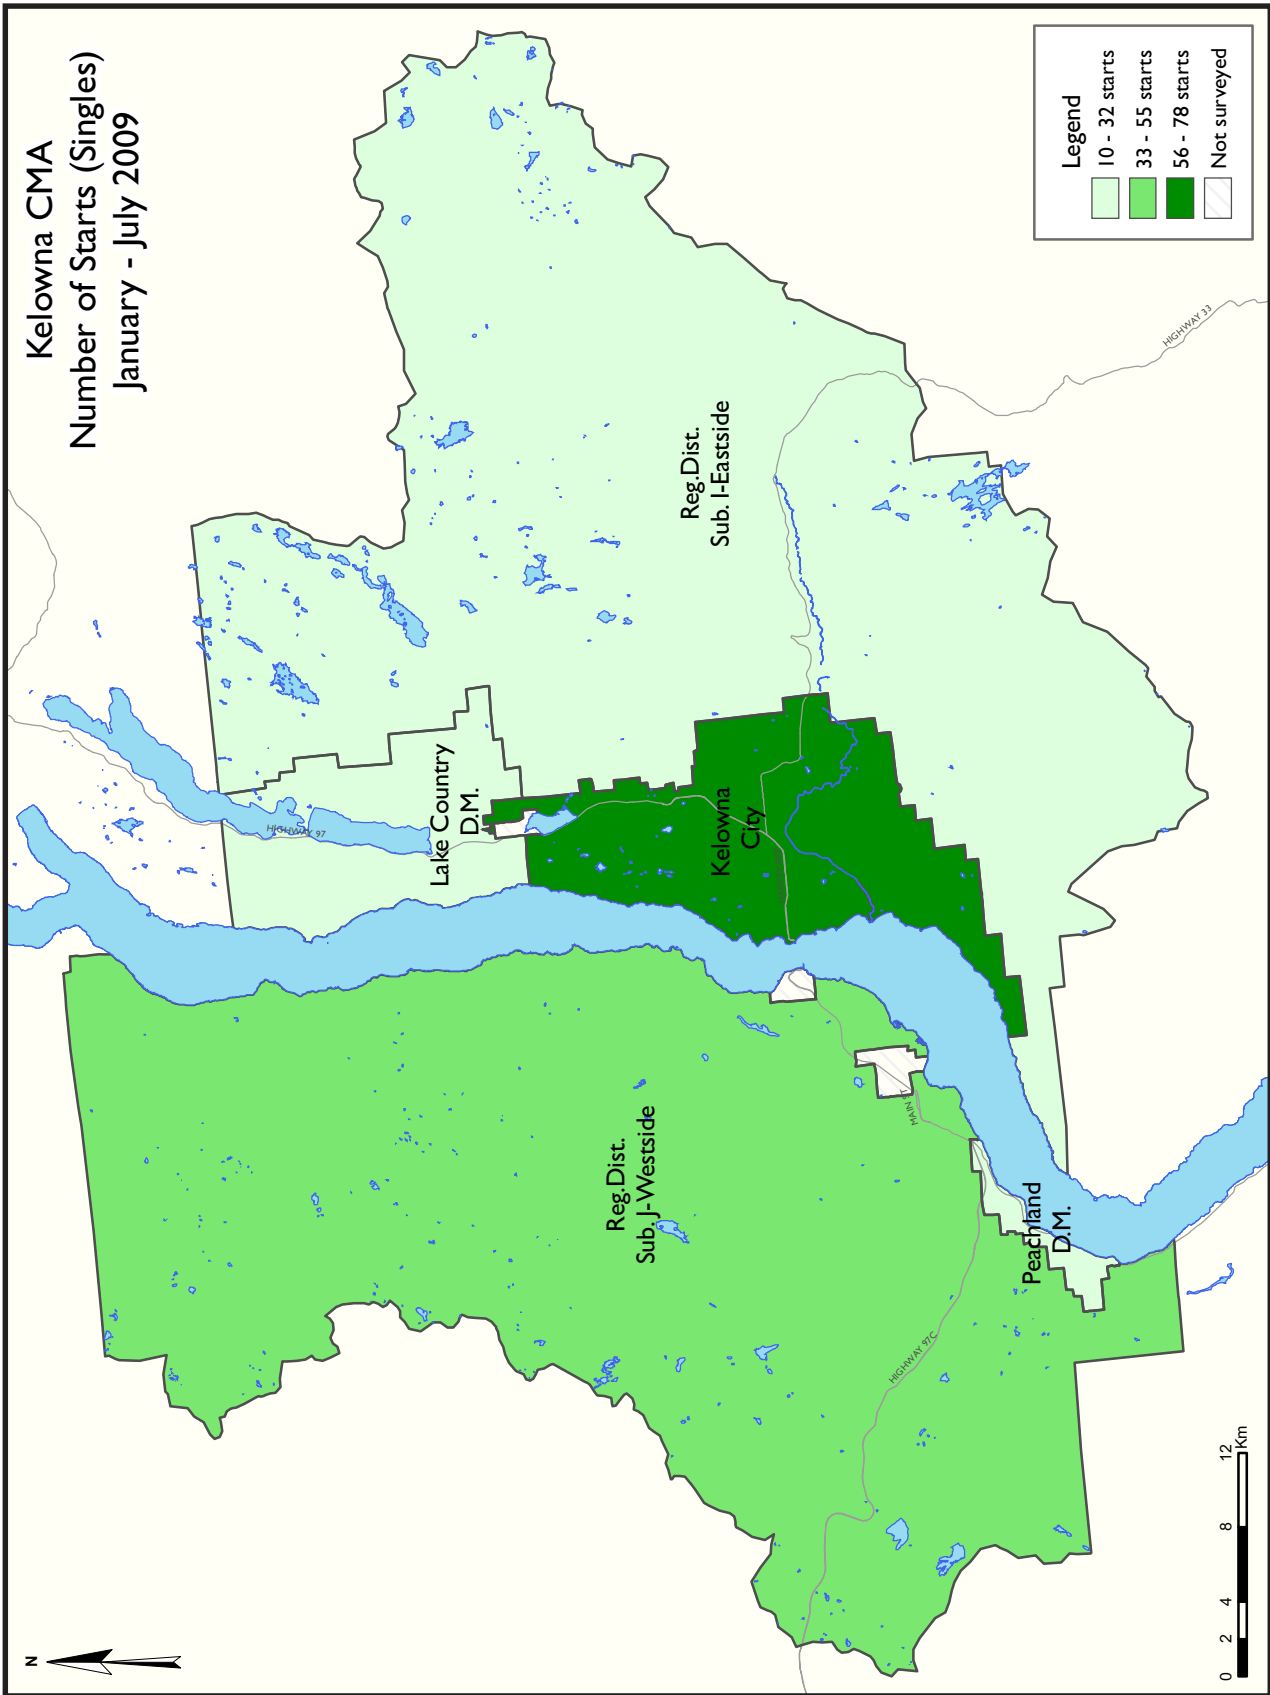 Kelowna CMA
Number of Starts (Singles)
January - July 2009
Legend
10 - 32 starts
33 - 55 starts
56 - 78 starts
Not surveyed
HIGHWAY 33
HIGHWAY 97
Lake Country
D.M.
Reg.Dist.
Sub. I-Eastside
Kelowna
City
Reg.Dist.
Sub. J-Westside
MAIN ST
Peachland
D.M.
HIGHWAY 97C
N
0 2 4 8 12
Km